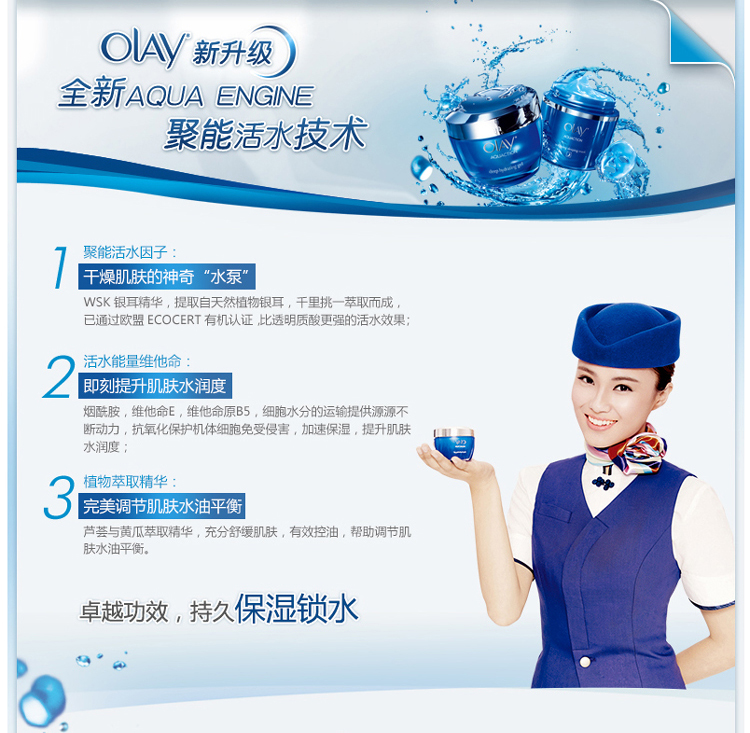 OLAY 新升级
全新AQUA ENGINE
聚能活水技术
OLAY
AQUACTION
deep hydrating gel
OLAY
1
聚能活水因子：
干燥肌肤的神奇“水泵”
WSK 银耳精华，提取自天然植物银耳，千里挑一萃取而成，
已通过欧盟 ECOCERT 有机认证，比透明质酸更强的活水效果；
2
活水能量维他命：
即刻提升肌肤水润度
烟酰胺，维他命E，维他命原B5，细胞水分的运输提供源源不
断动力，抗氧化保护机体细胞免受侵害，加速保湿，提升肌肤
水润度；
3
植物萃取精华：
完美调节肌肤水油平衡
芦荟与黄瓜萃取精华，充分舒缓肌肤，有效控油，帮助调节肌
肤水油平衡。
卓越功效，持久保湿锁水